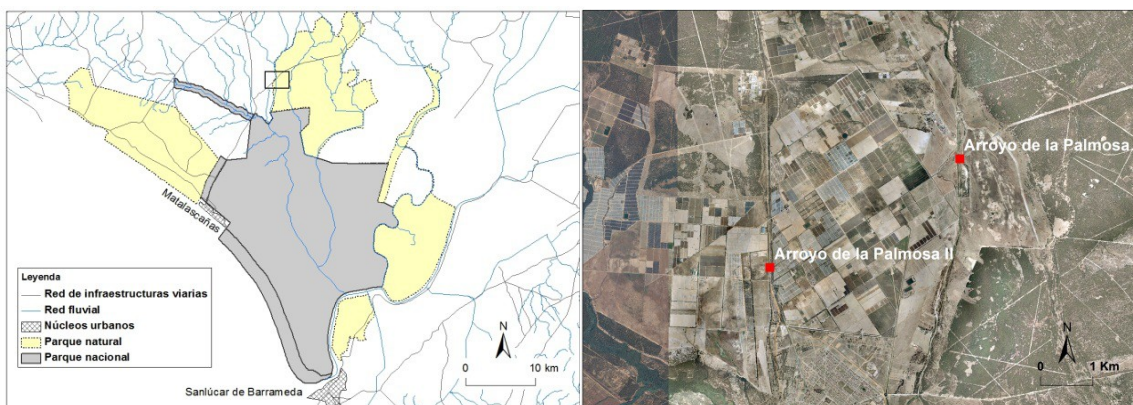 Matalascañas
Leyenda
Red de infraestructuras viarias
Red fluvial
Núcleos urbanos
Parque natural
Parque nacional
Sanlúcar de Barrameda
N
0 10 km
Arroyo de la Palmosa
Arroyo de la Palmosa II
N
0 1 Km